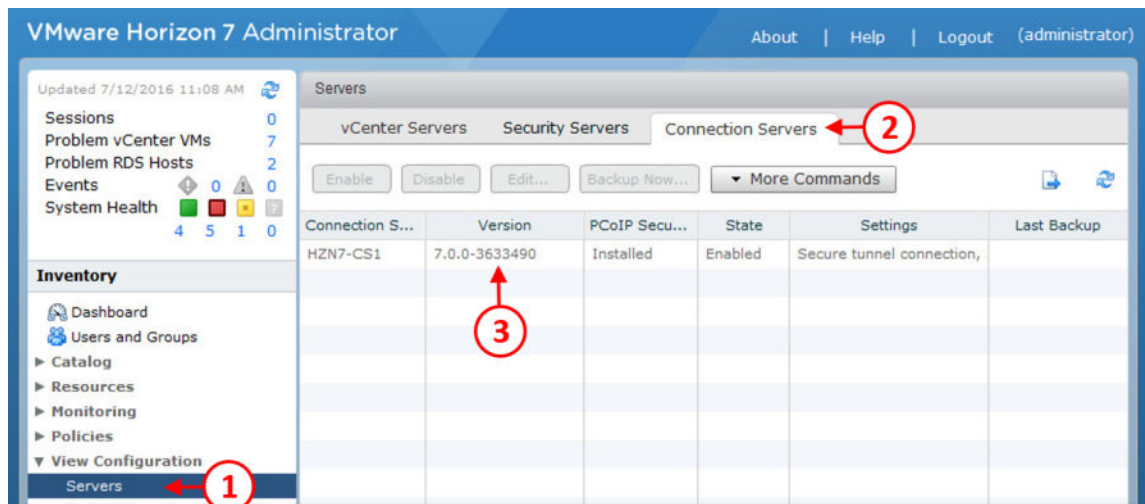 VMware Horizon 7 Administrator
About | Help | Logout (administrator)
Updated 7/12/2016 11:08 AM
Sessions 0
Problem vCenter VMs 7
Problem RDS Hosts 2
Events 0 0
System Health
4 5 1 0
Inventory
Dashboard
Users and Groups
Catalog
Resources
Monitoring
Policies
View Configuration
Servers
1
Servers
vCenter Servers Security Servers Connection Servers
2
Enable Disable Edit... Backup Now... More Commands
Connection S... Version PCoIP Secu... State Settings Last Backup
HZN7-CS1 7.0.0-3633490 Installed Enabled Secure tunnel connection,
3